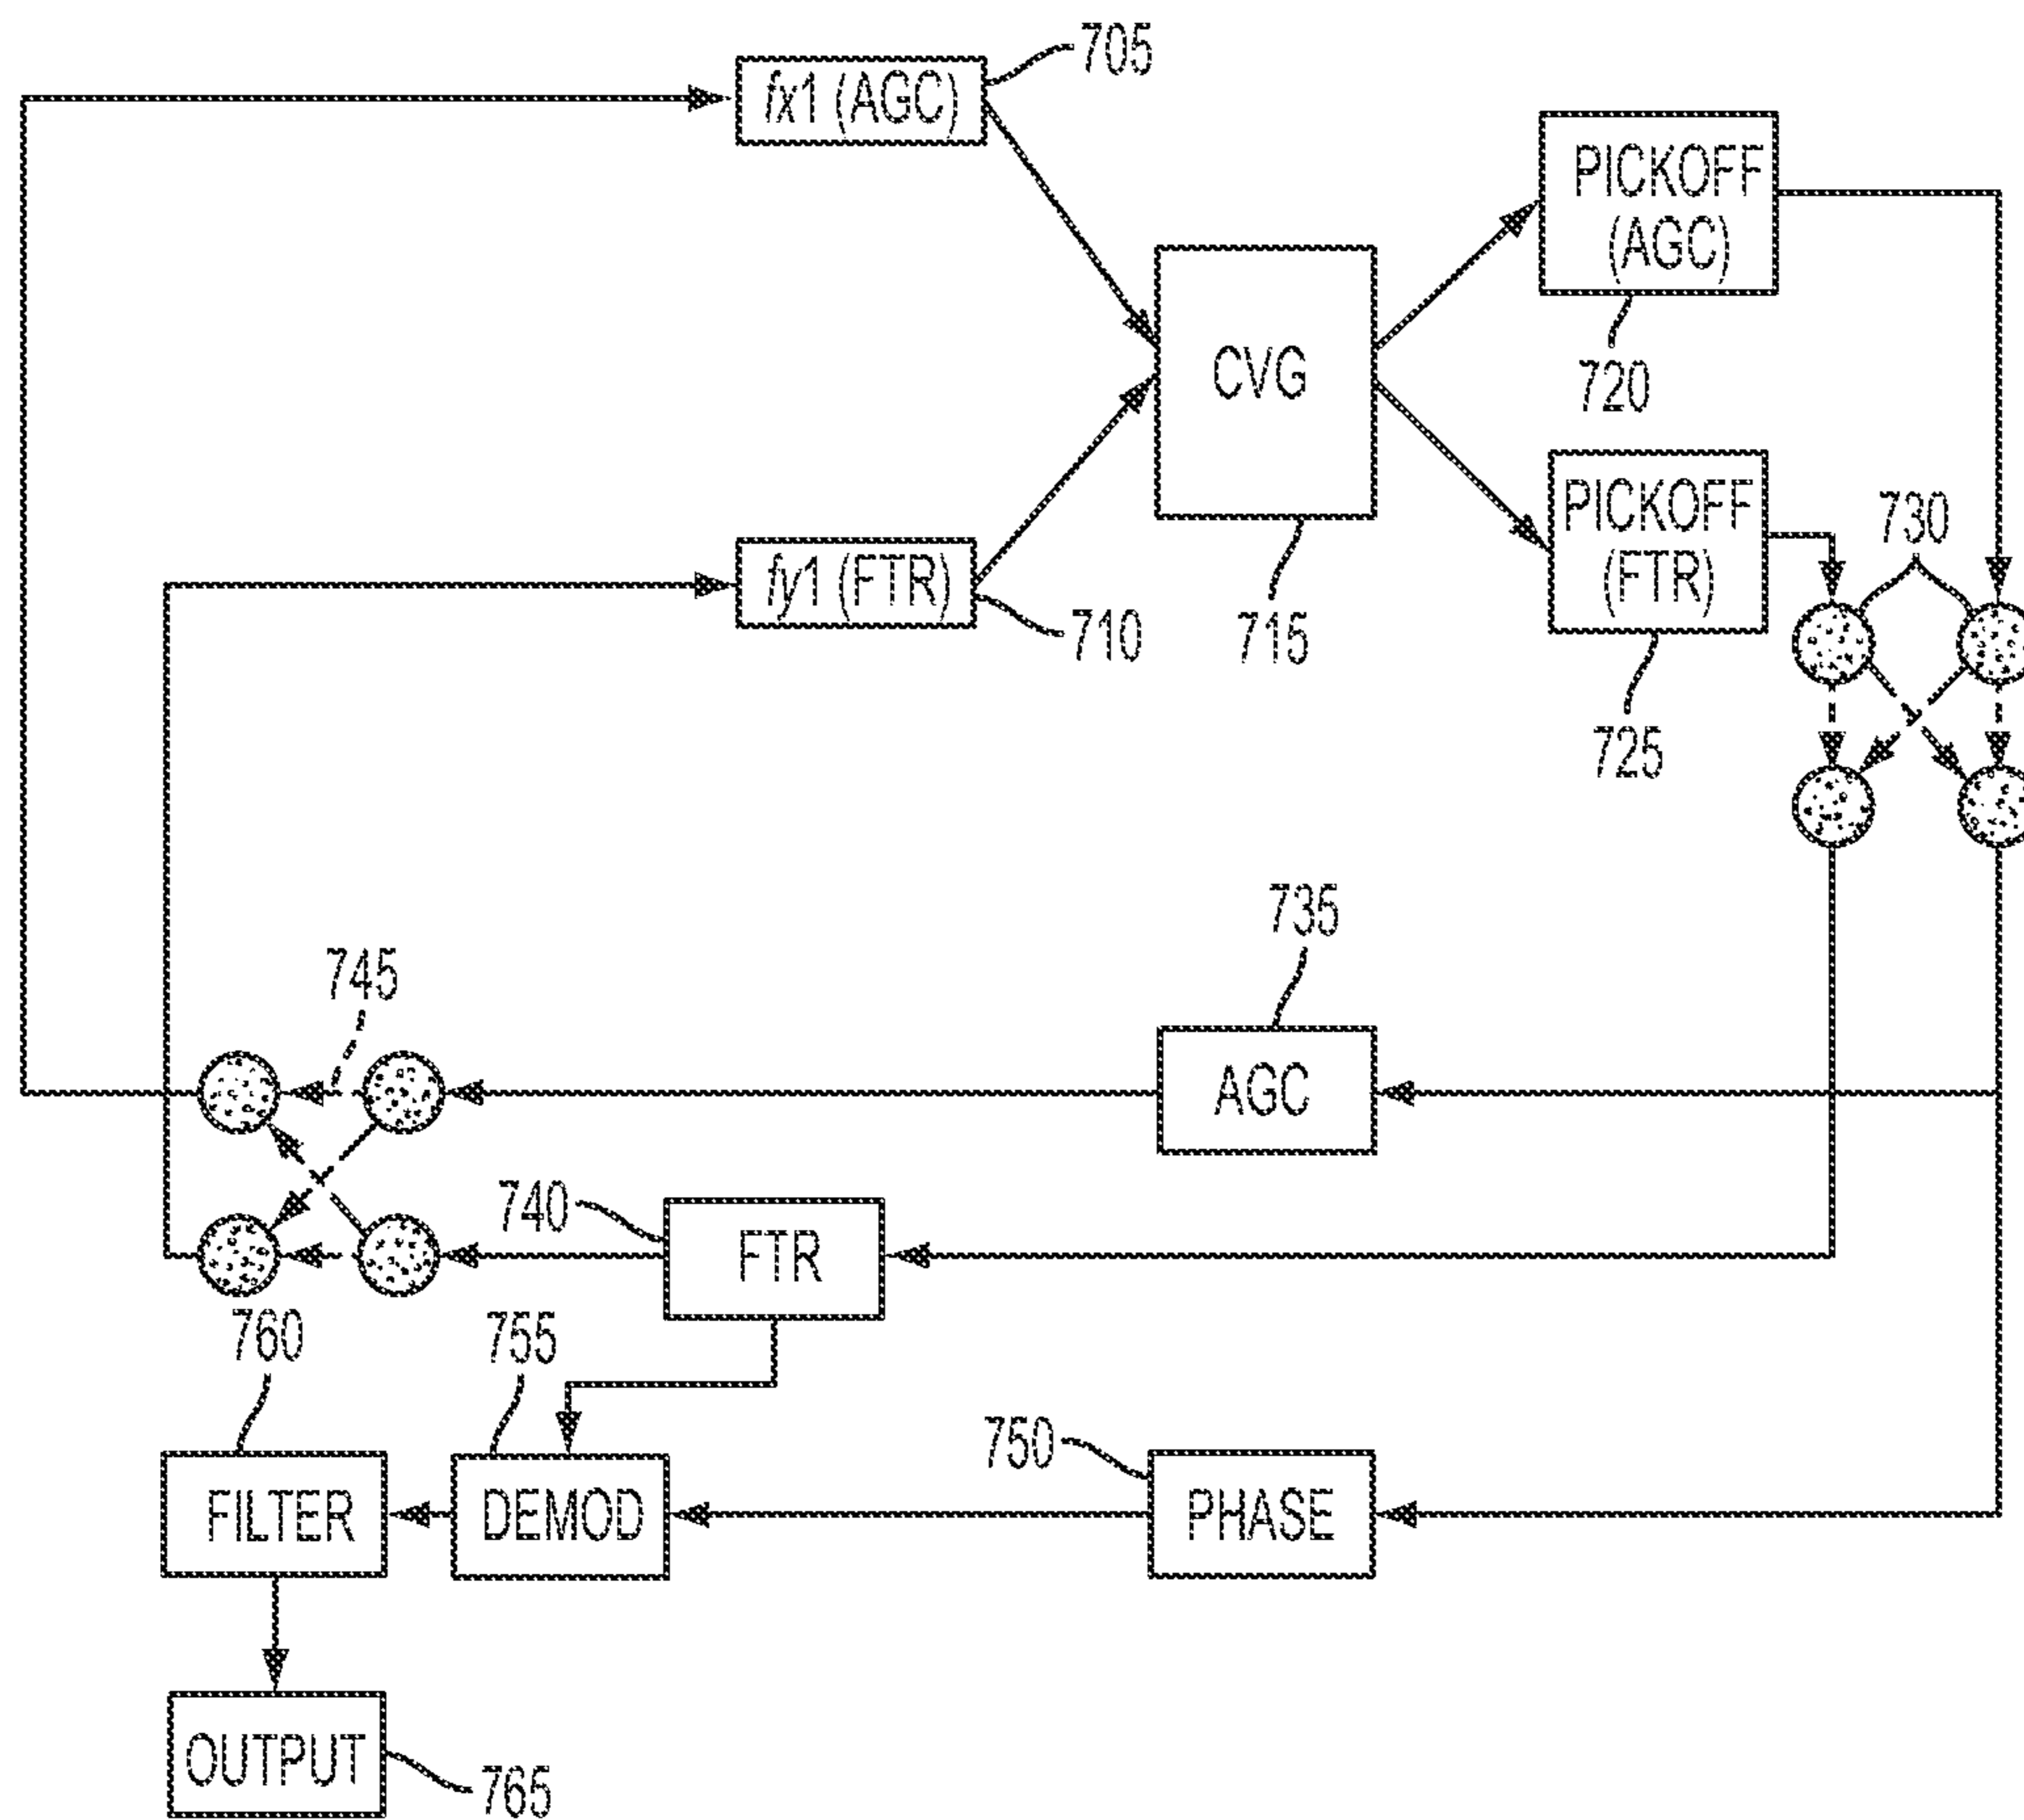 705
fx1 (AGC)
PICKOFF
(AGC)
CVG
720
PICKOFF
(FTR)
730
fy1 (FTR)
710
715
725
735
745
AGC
740
FTR
760
755
750
FILTER
DEMOD
PHASE
OUTPUT
765